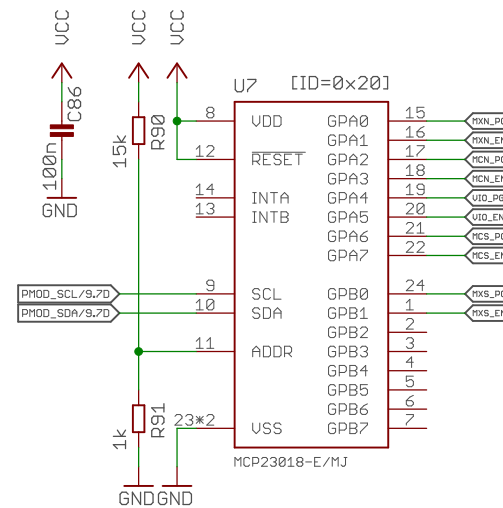 VCC
VCC
VCC
C86
100n
GND
15k
R90
U7
[ID=0x20]
8
VDD
12
RESET
14
INTA
13
INTB
PMOD_SCL/9.7D
9
SCL
PMOD_SDA/9.7D
10
SDA
11
ADDR
1k
R91
23*2
VSS
GND
GND
GPA0
15
GPA1
16
GPA2
17
GPA3
18
GPA4
19
GPA5
20
GPA6
21
GPA7
22
GPB0
24
GPB1
1
GPB2
2
GPB3
3
GPB4
4
GPB5
5
GPB6
6
GPB7
7
MCP23018-E/MJ